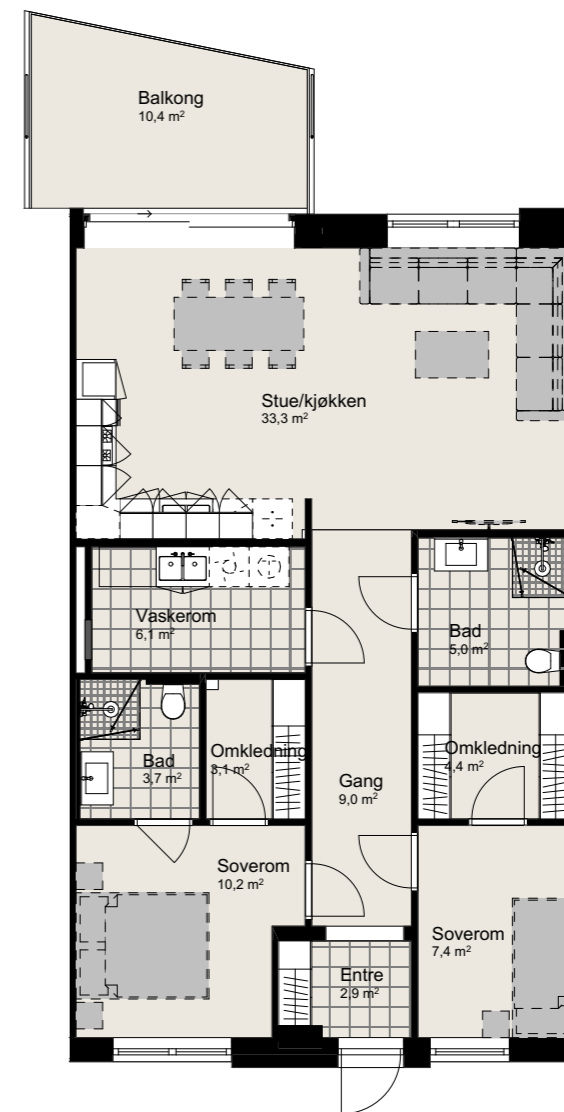 Balkong
10,4 m²
Stue/kjøkken
33,3 m²
Vaskerom
6,1 m²
Bad
5,0 m²
Bad
3,7 m²
Omkledning
3,1 m²
Omkledning
4,4 m²
Gang
9,0 m²
Soverom
10,2 m²
Soverom
7,4 m²
Entre
2,9 m²